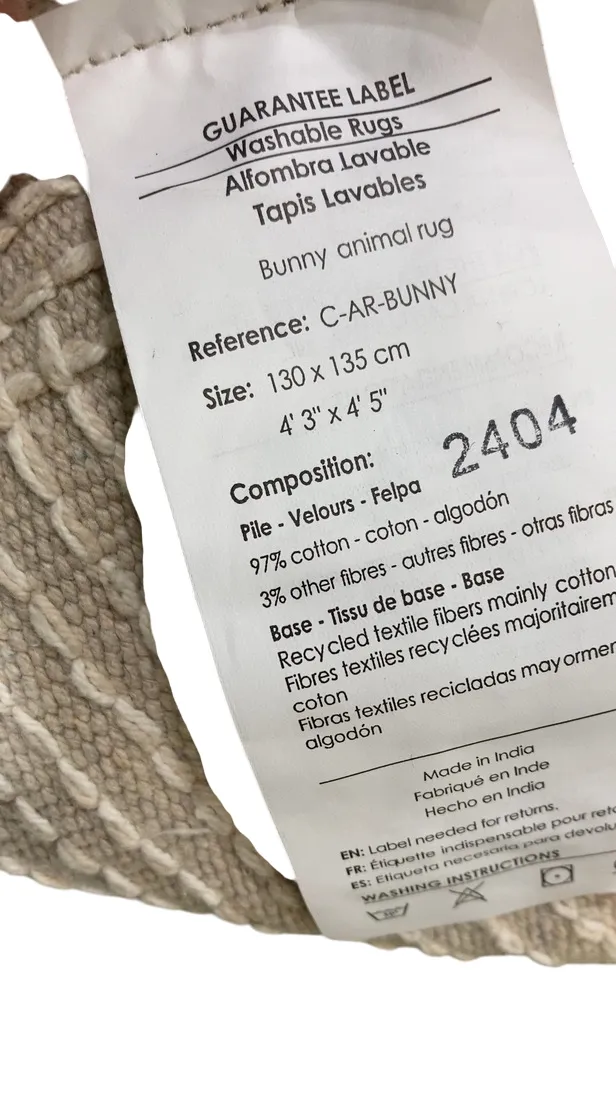 GUARANTEE LABEL
Washable Rugs
Alfombra Lavable
Tapis Lavables
Bunny animal rug
Reference: C-AR-BUNNY
Size: 130 x 135 cm
4' 3" x 4' 5"
2404
Composition:
Pile - Velours - Felpa
97% cotton - coton - algodón
3% other fibres - autres fibres - otras fibras
Base - Tissu de base - Base
Recycled textile fibers mainly cotton
Fibres textiles recyclées
coton
Fibras textiles recicladas
algodón
Made in India
Fabriqué en Inde
Hecho en India
EN: Label needed for returns.
FR: Étiquette indispensable pour
ES: Etiqueta necesaria para
WASHING INSTRUCTIONS